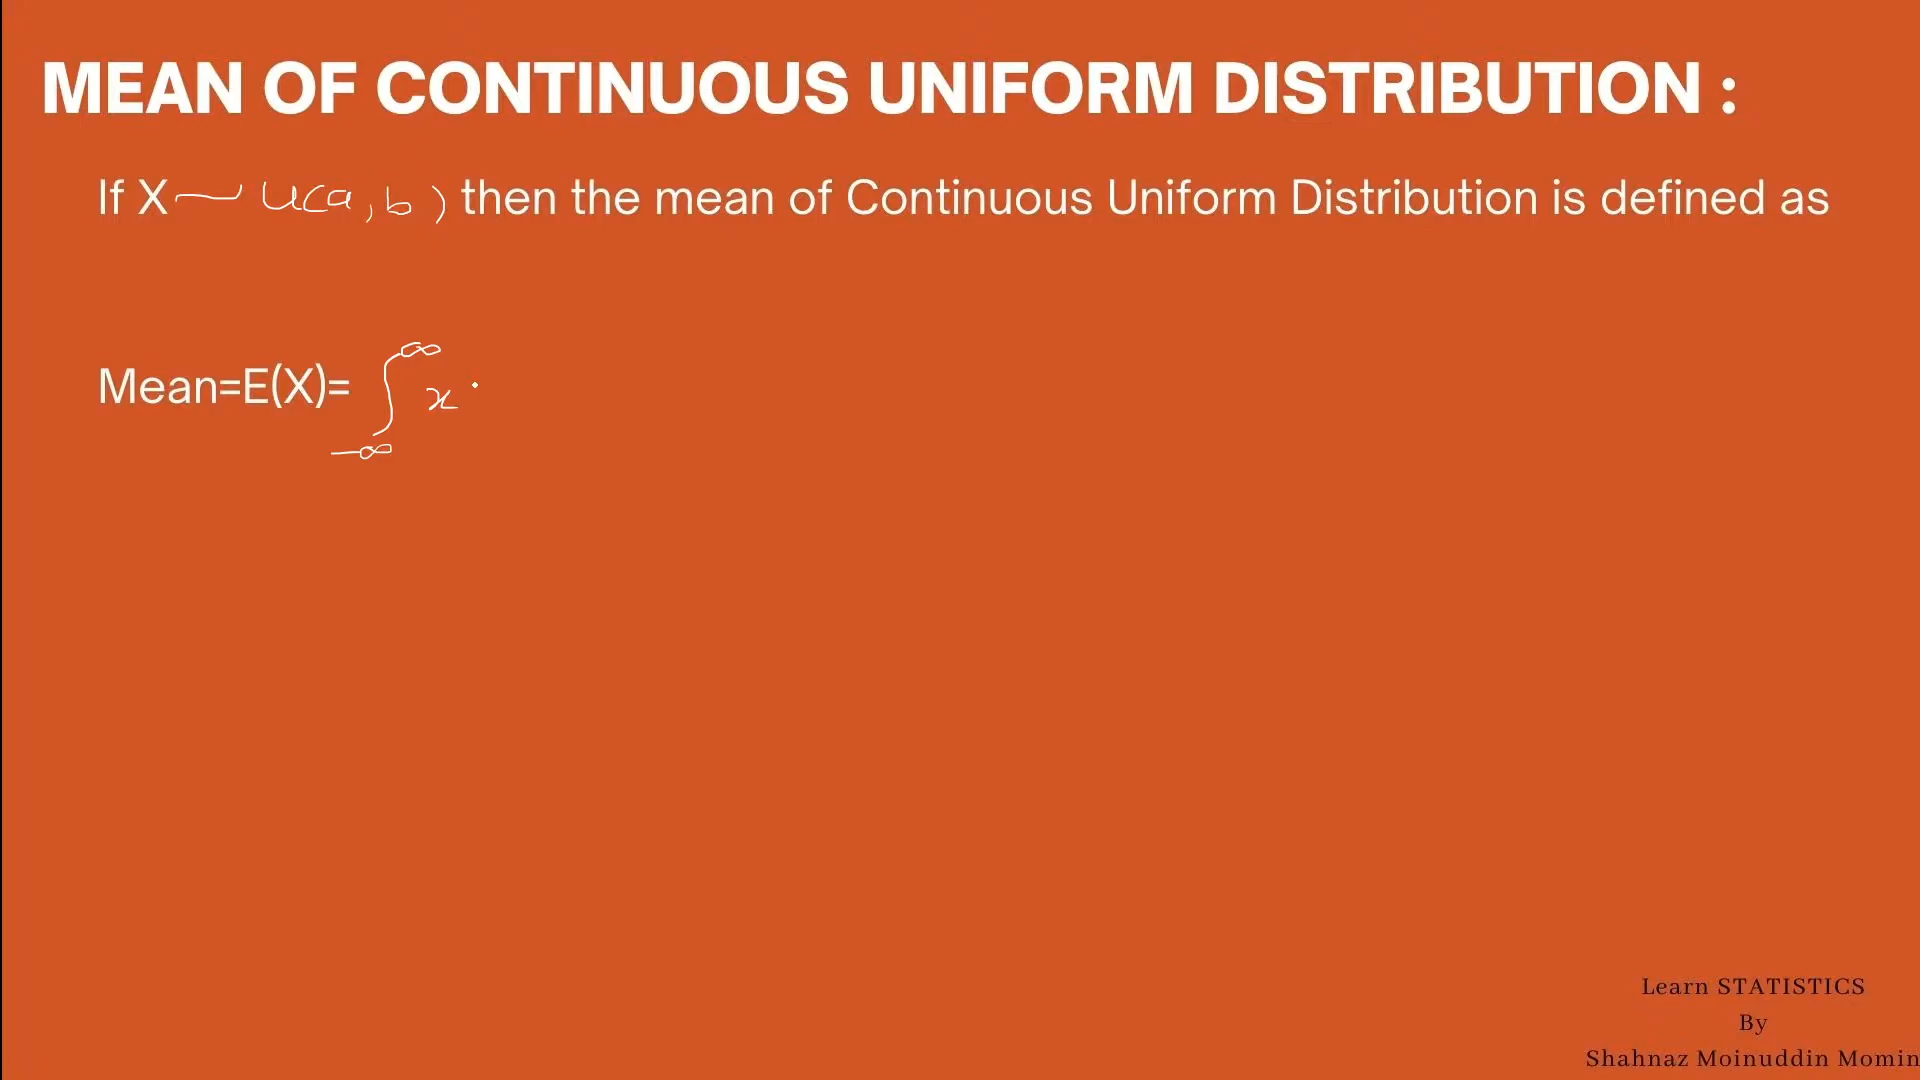 MEAN OF CONTINUOUS UNIFORM DISTRIBUTION :
If X ~ U(a, b) then the mean of Continuous Uniform Distribution is defined as
Mean=E(X)= ∫_{-∞}^{∞} x ·
Learn STATISTICS
By
Shahnaz Moinuddin Momin